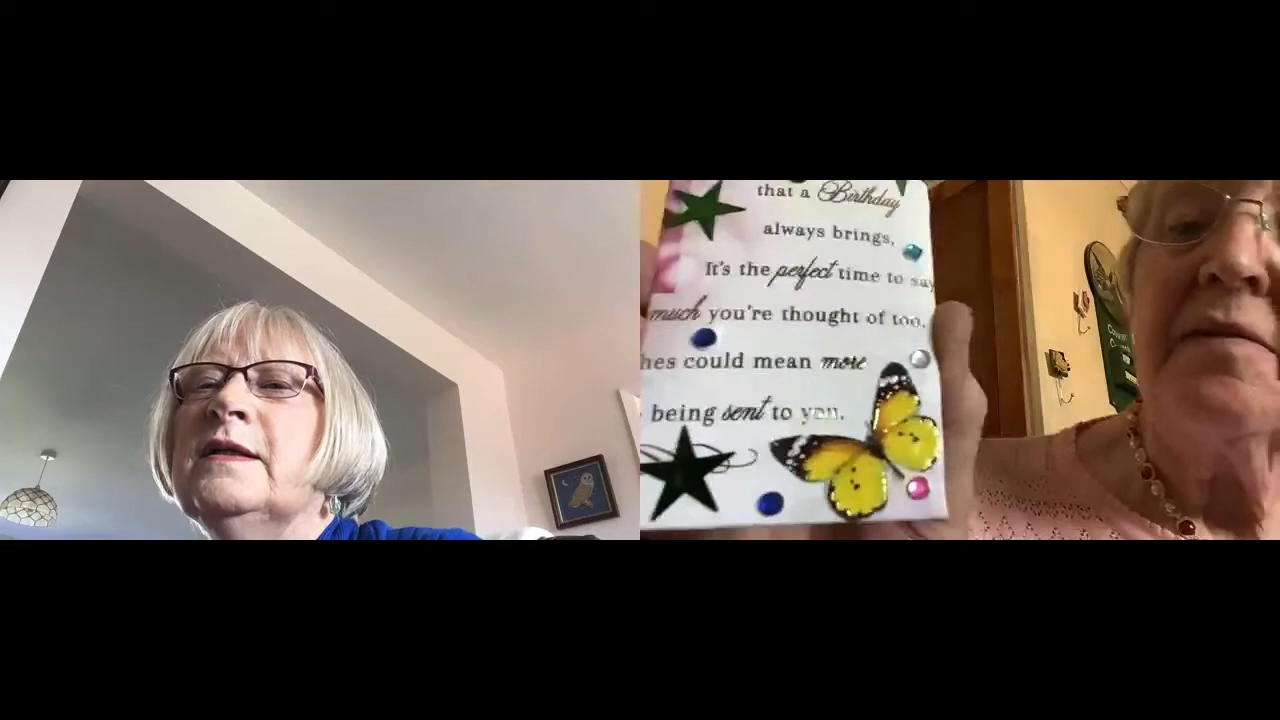 that a Birthday
always brings,
It's the perfect time to say
much you're thought of too.
could mean more
being sent to you.